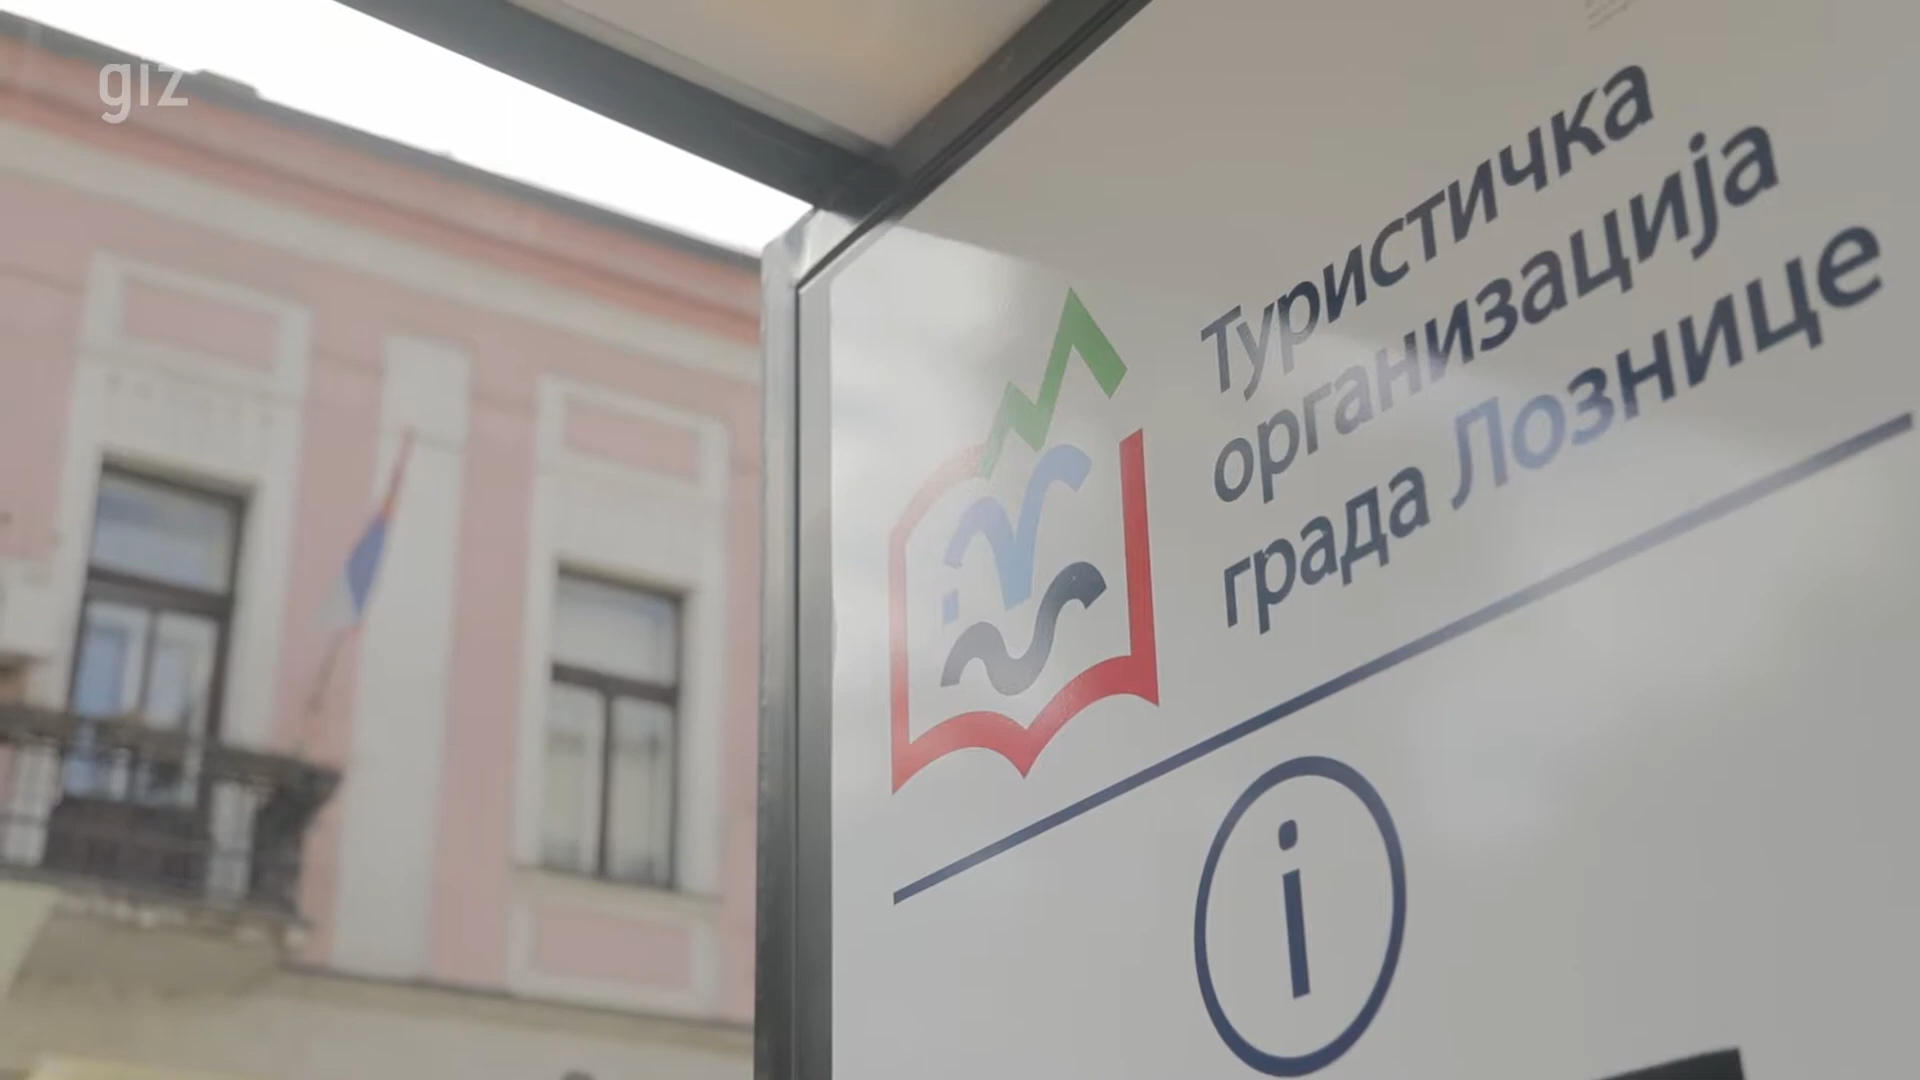 giz
Туристичка
организација
града Лознице
i